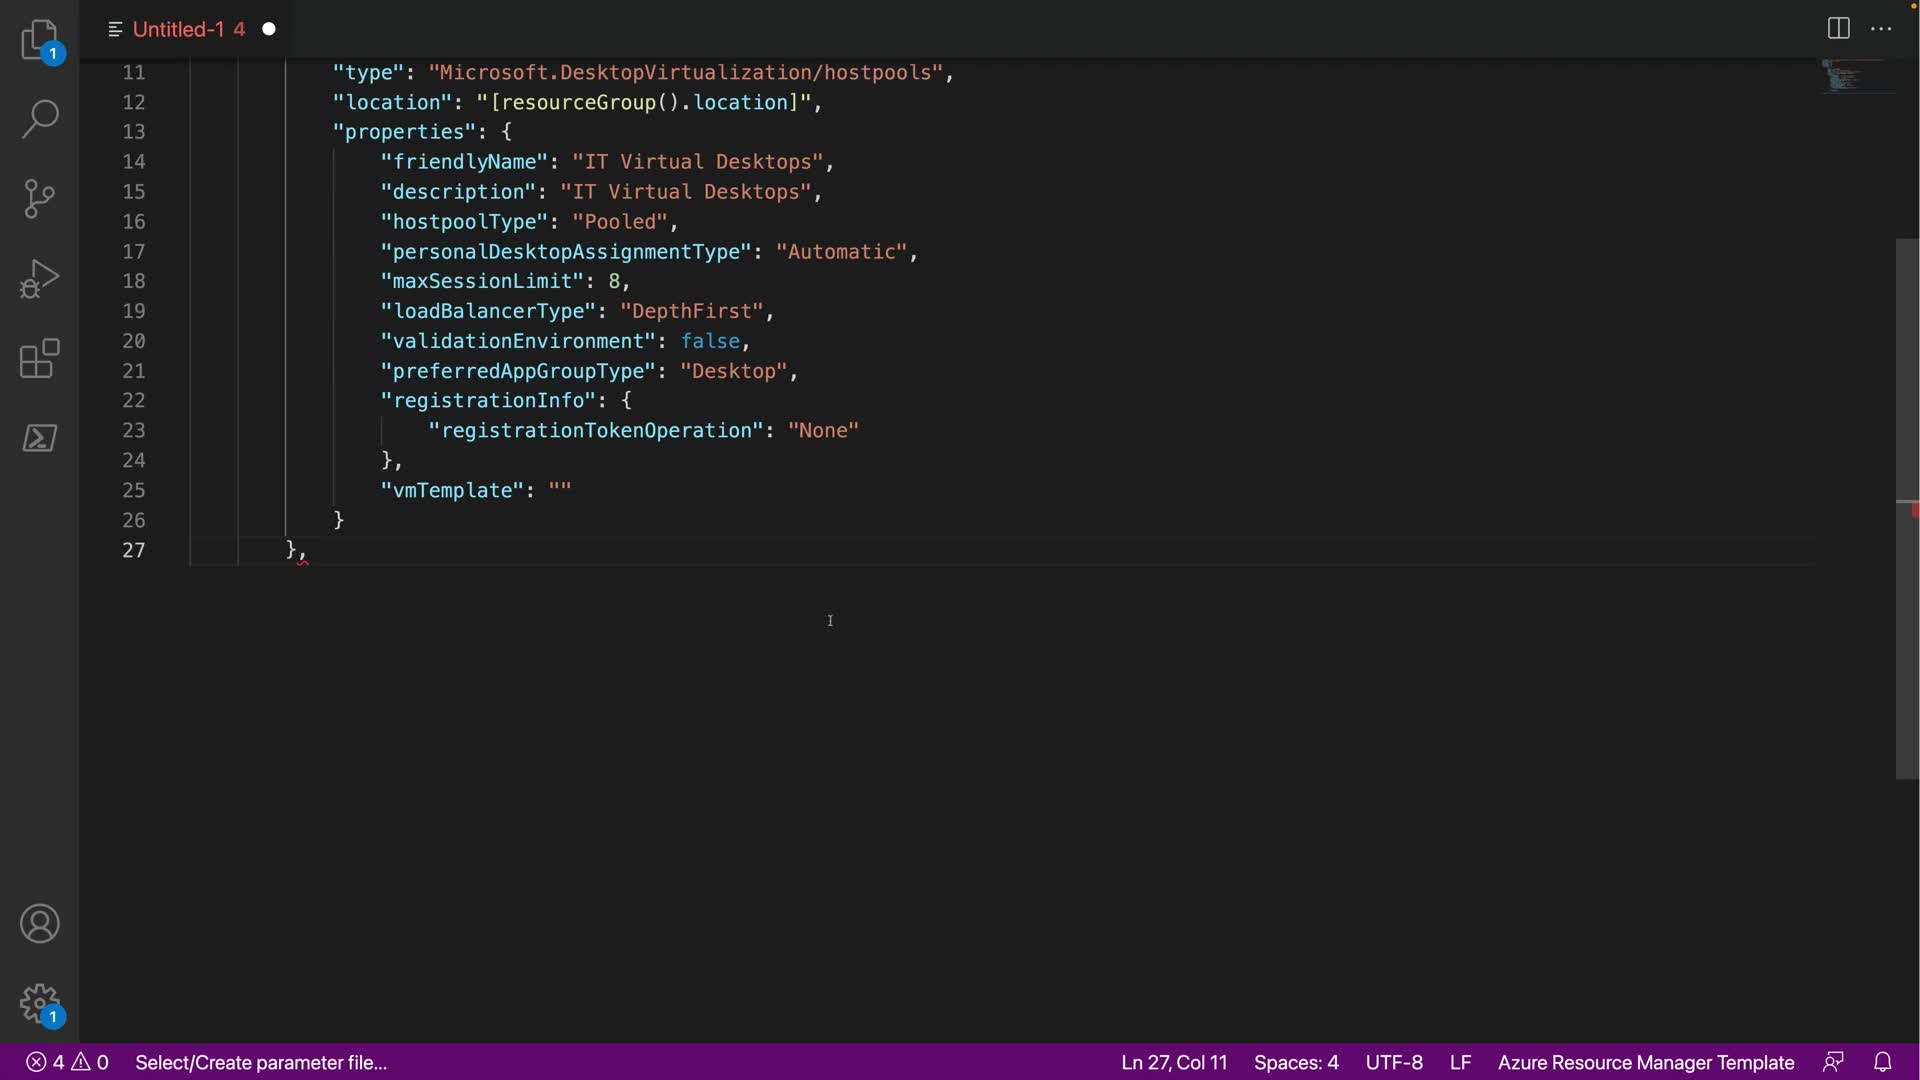 Untitled-1 4
11 "type": "Microsoft.DesktopVirtualization/hostpools",
12 "location": "[resourceGroup().location]",
13 "properties": {
14 "friendlyName": "IT Virtual Desktops",
15 "description": "IT Virtual Desktops",
16 "hostpoolType": "Pooled",
17 "personalDesktopAssignmentType": "Automatic",
18 "maxSessionLimit": 8,
19 "loadBalancerType": "DepthFirst",
20 "validationEnvironment": false,
21 "preferredAppGroupType": "Desktop",
22 "registrationInfo": {
23 "registrationTokenOperation": "None"
24 },
25 "vmTemplate": ""
26 }
27 },
1
1
4 0 Select/Create parameter file... Ln 27, Col 11 Spaces: 4 UTF-8 LF Azure Resource Manager Template